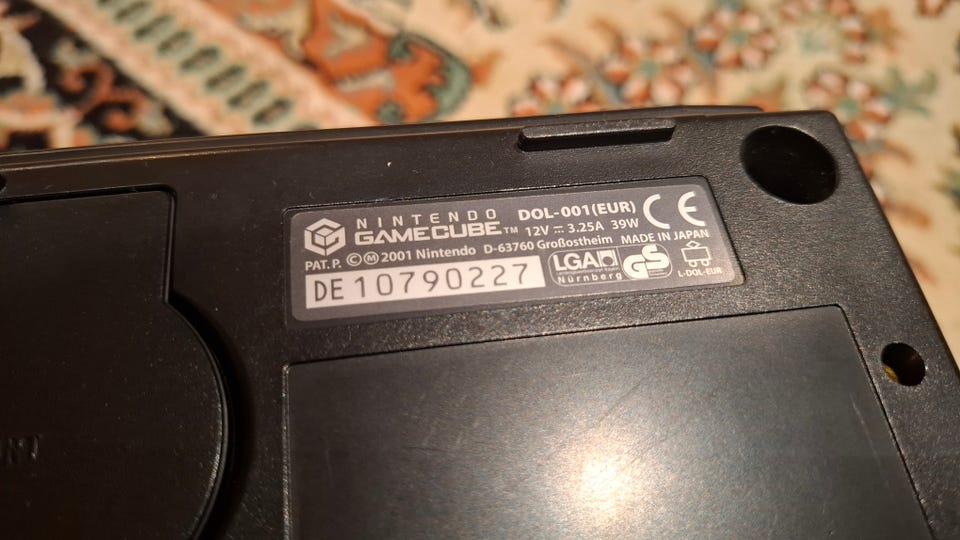 NINTENDO DOL-001(EUR)
GAMECUBE™ 12V ⎓ 3.25A 39W
CE
PAT. P. ©Ⓜ 2001 Nintendo D-63760 Großostheim MADE IN JAPAN
DE10790227
LGA
Nürnberg
GS
L-DOL-EUR